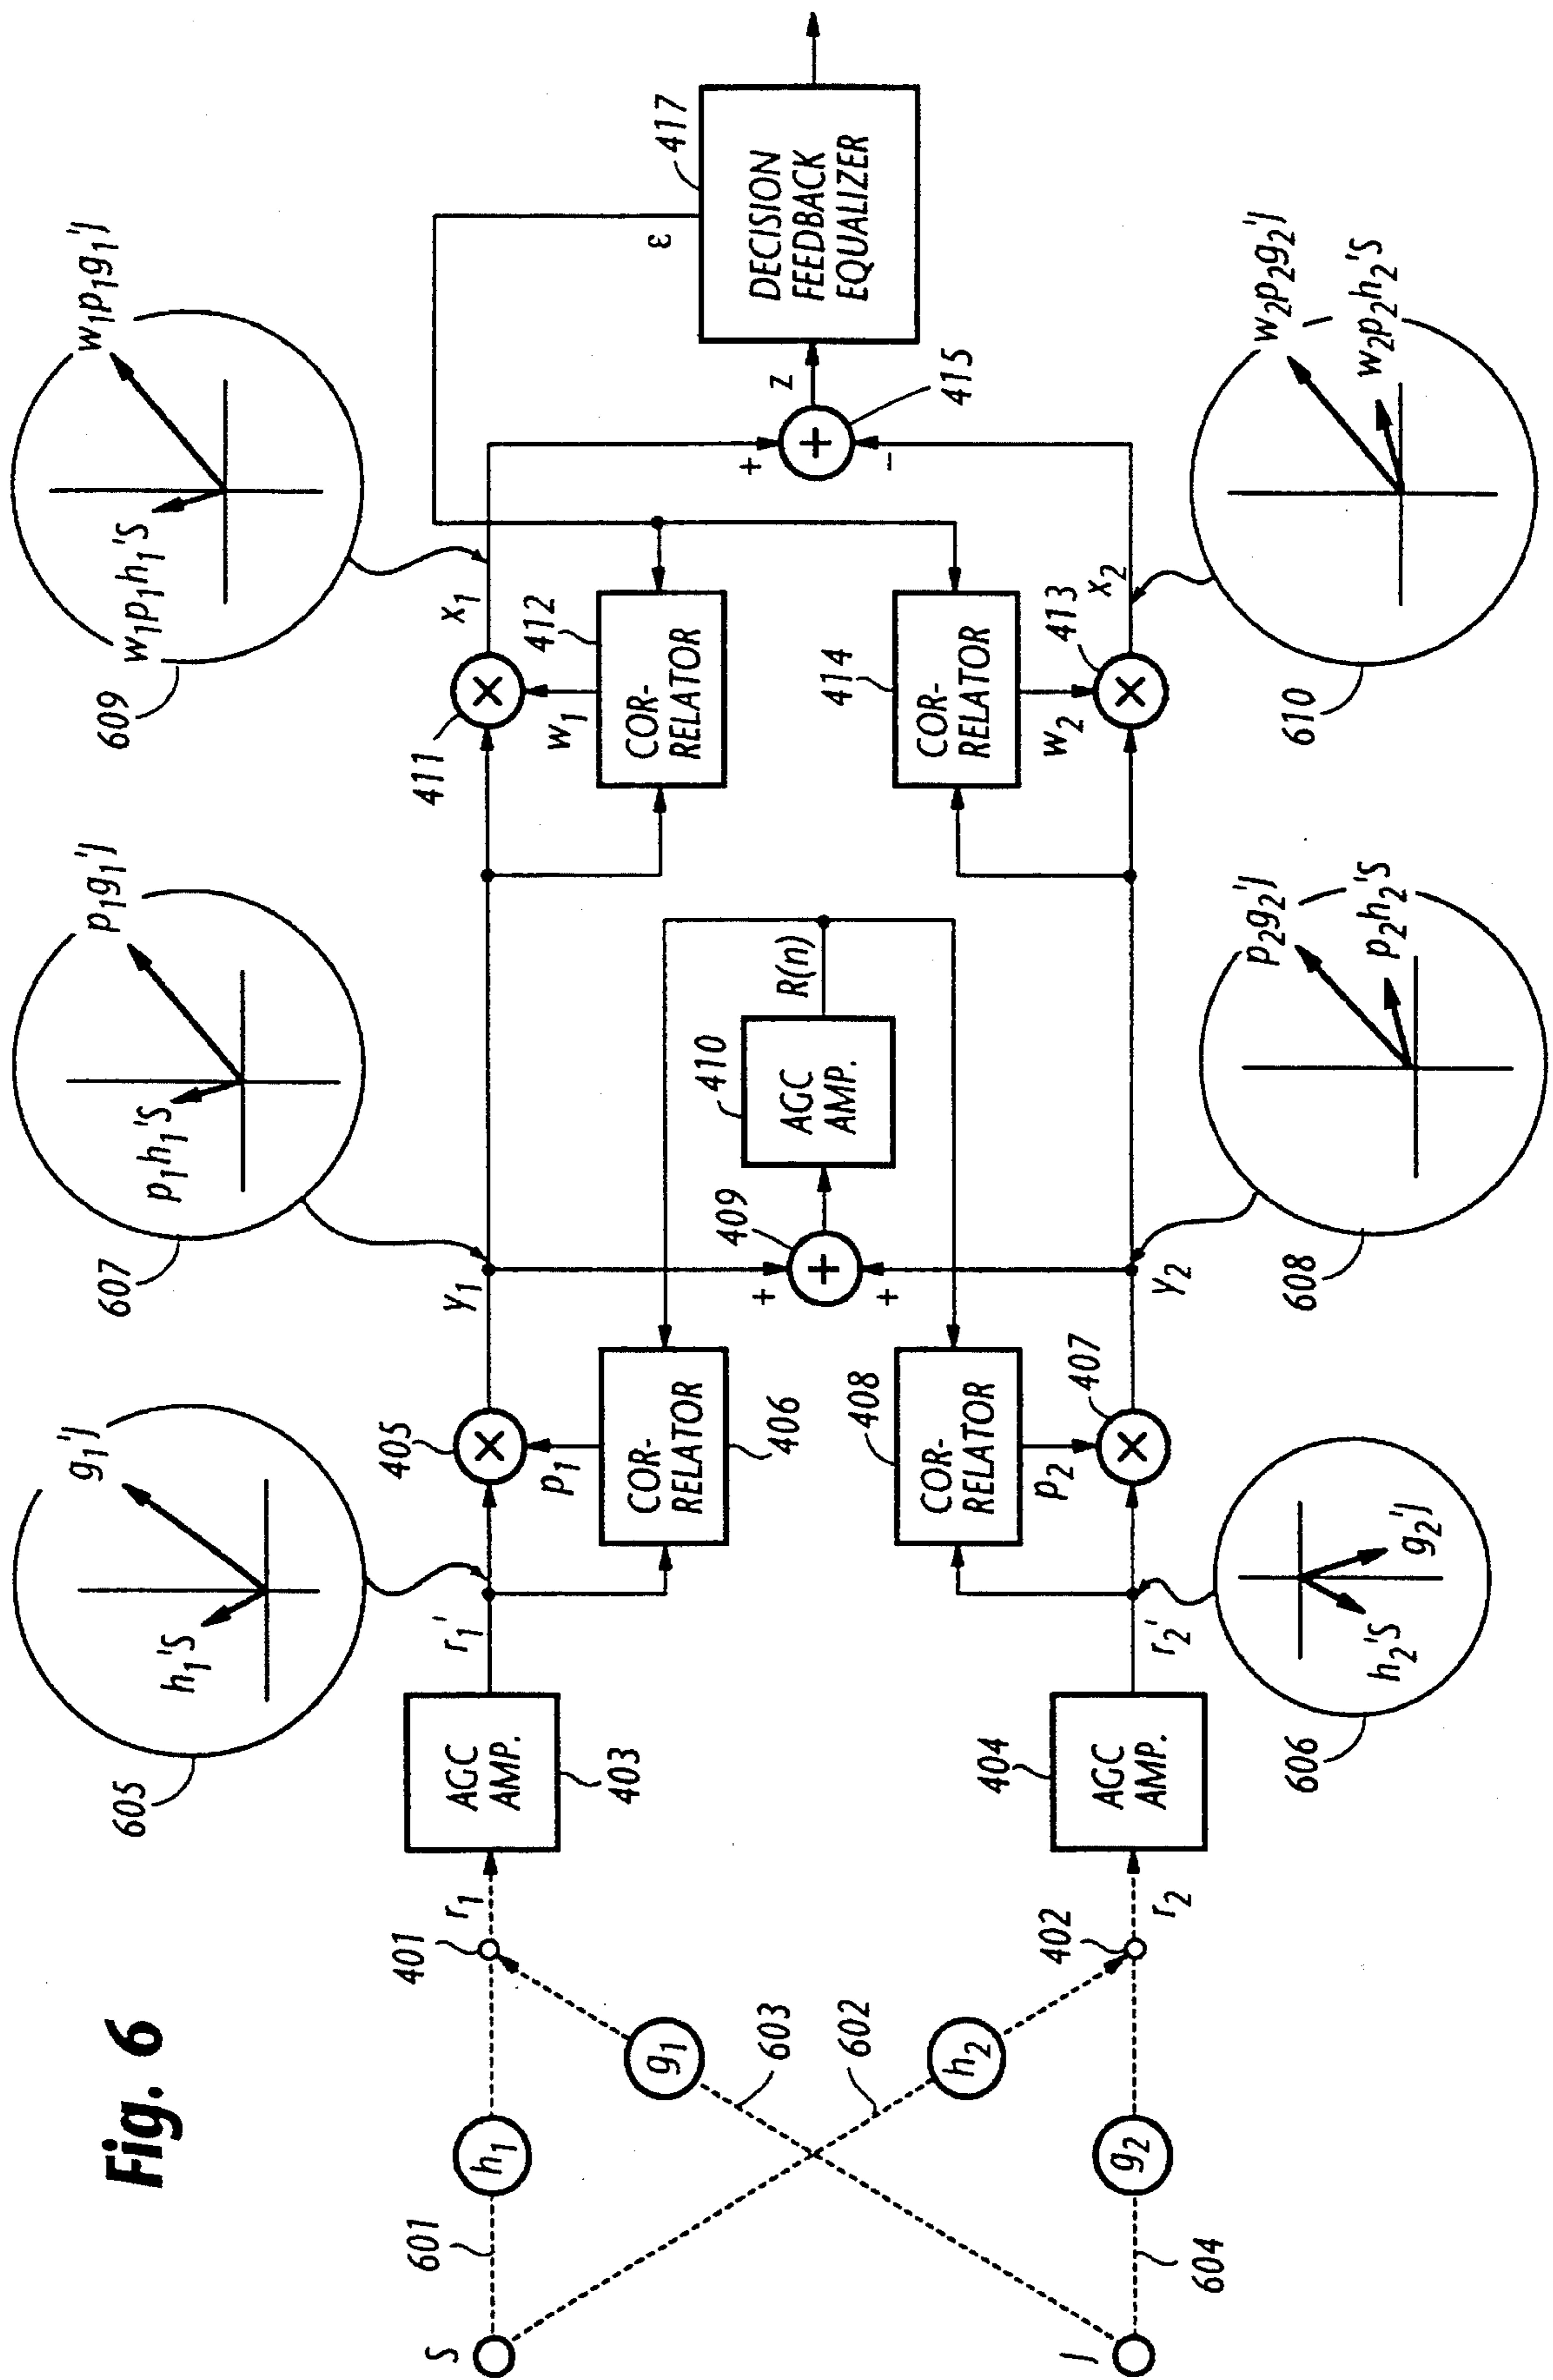 Fig. 6
605
g1'J
h1'S
607
p1g1'J
p1h1'S
609
w1p1g1'J
w1p1h1'S
S
601
h1
401
r1
AGC
AMP.
403
r1'
405
p1
COR-
RELATOR
406
y1
411
w1
COR-
RELATOR
412
x1
ε
417
DECISION
FEEDBACK
EQUALIZER
g1
603
602
h2
409
+
+
+
410
AGC
AMP.
R(n)
+
+
−
z
415
J
604
g2
402
r2
404
AGC
AMP.
r2'
408
COR-
RELATOR
p2
407
y2
414
COR-
RELATOR
w2
413
x2
606
h2'S
g2'J
608
p2g2'J
p2h2'S
610
w2p2g2'J
w2p2h2'S